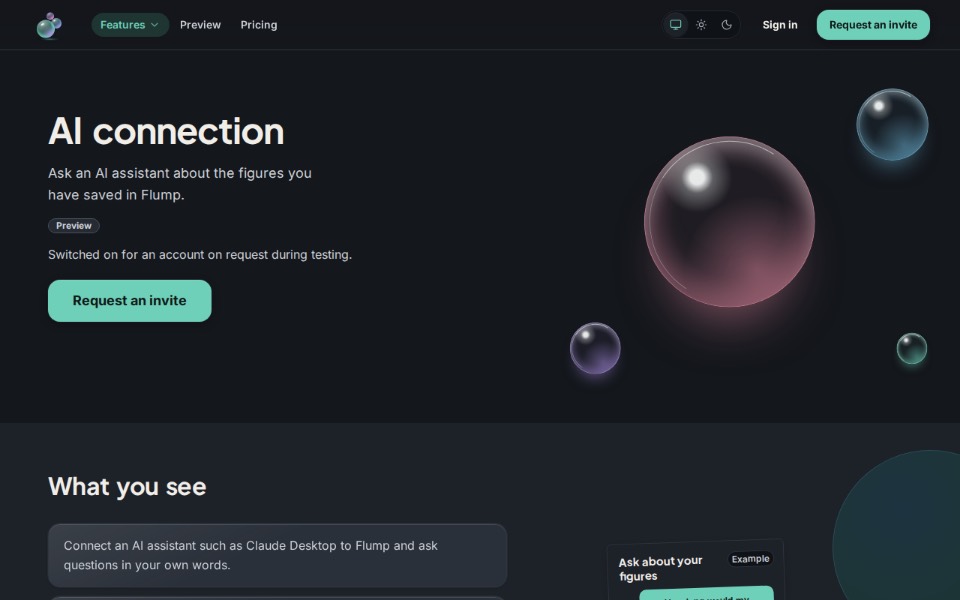 Features
Preview
Pricing
Sign in
Request an invite
AI connection
Ask an AI assistant about the figures you
have saved in Flump.
Preview
Switched on for an account on request during testing.
Request an invite
What you see
Connect an AI assistant such as Claude Desktop to Flump and ask
questions in your own words.
Ask about your
figures
Example